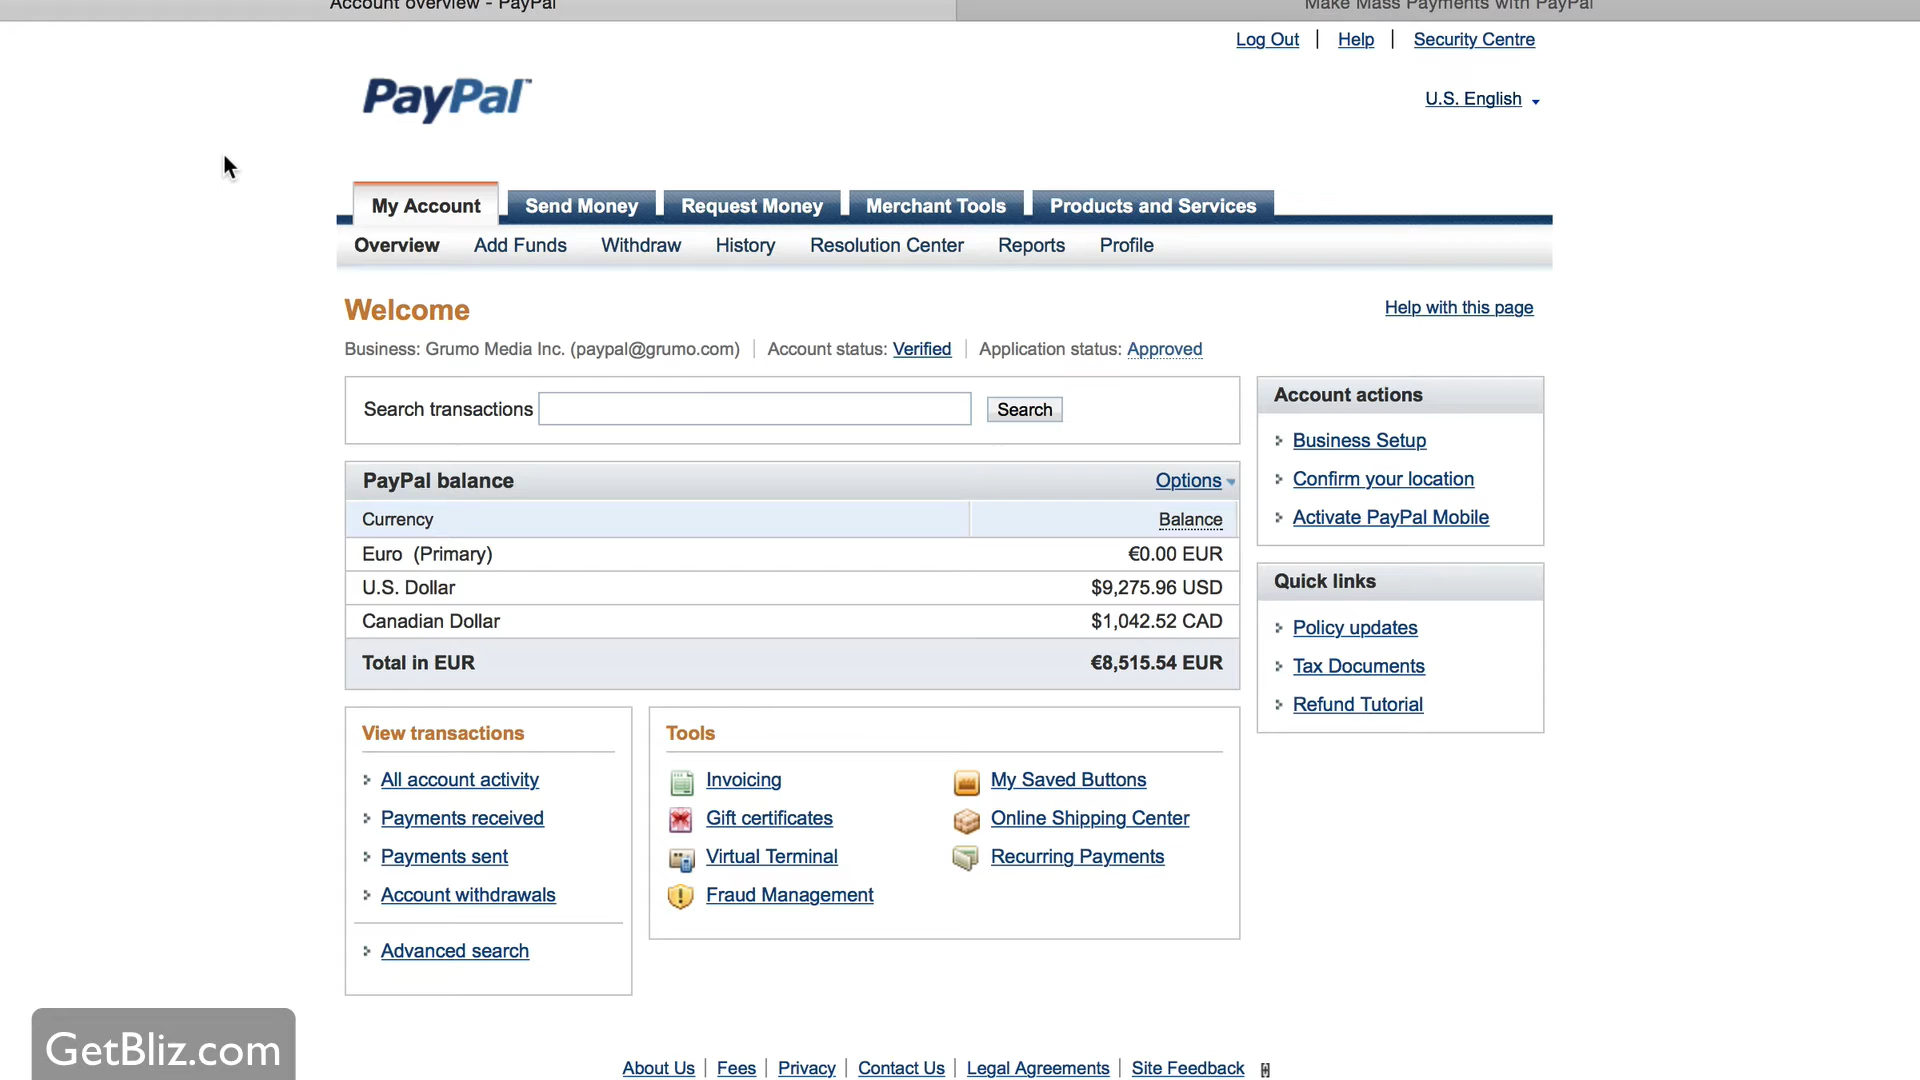 Account overview - PayPal
Make Mass Payments with PayPal
Log Out | Help | Security Centre
PayPal™
U.S. English
My Account Send Money Request Money Merchant Tools Products and Services
Overview Add Funds Withdraw History Resolution Center Reports Profile
Welcome
Help with this page
Business: Grumo Media Inc. (paypal@grumo.com) | Account status: Verified | Application status: Approved
Search transactions Search
PayPal balance Options
Currency Balance
Euro (Primary) €0.00 EUR
U.S. Dollar $9,275.96 USD
Canadian Dollar $1,042.52 CAD
Total in EUR €8,515.54 EUR
Account actions
Business Setup
Confirm your location
Activate PayPal Mobile
Quick links
Policy updates
Tax Documents
Refund Tutorial
View transactions
All account activity
Payments received
Payments sent
Account withdrawals
Advanced search
Tools
Invoicing
Gift certificates
Virtual Terminal
Fraud Management
My Saved Buttons
Online Shipping Center
Recurring Payments
GetBliz.com
About Us | Fees | Privacy | Contact Us | Legal Agreements | Site Feedback